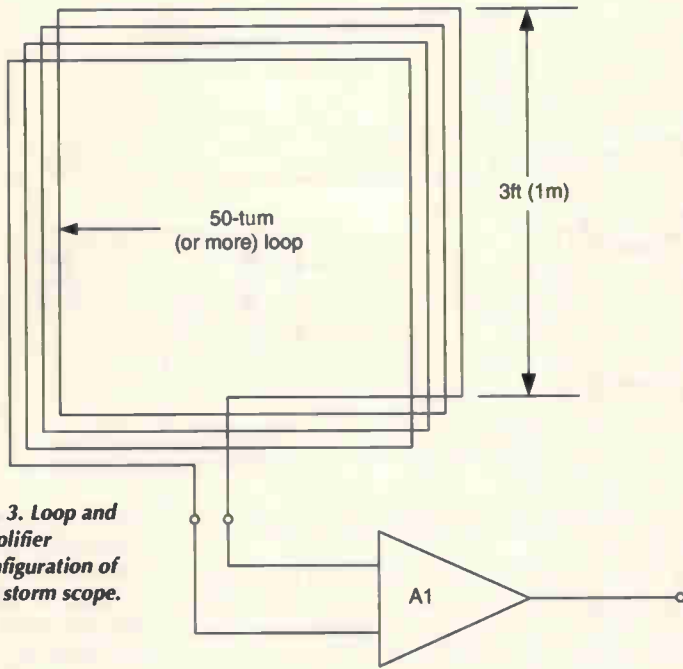 3ft (1m)
50-turn
(or more) loop
3. Loop and
plifier
nfiguration of
storm scope.
A1